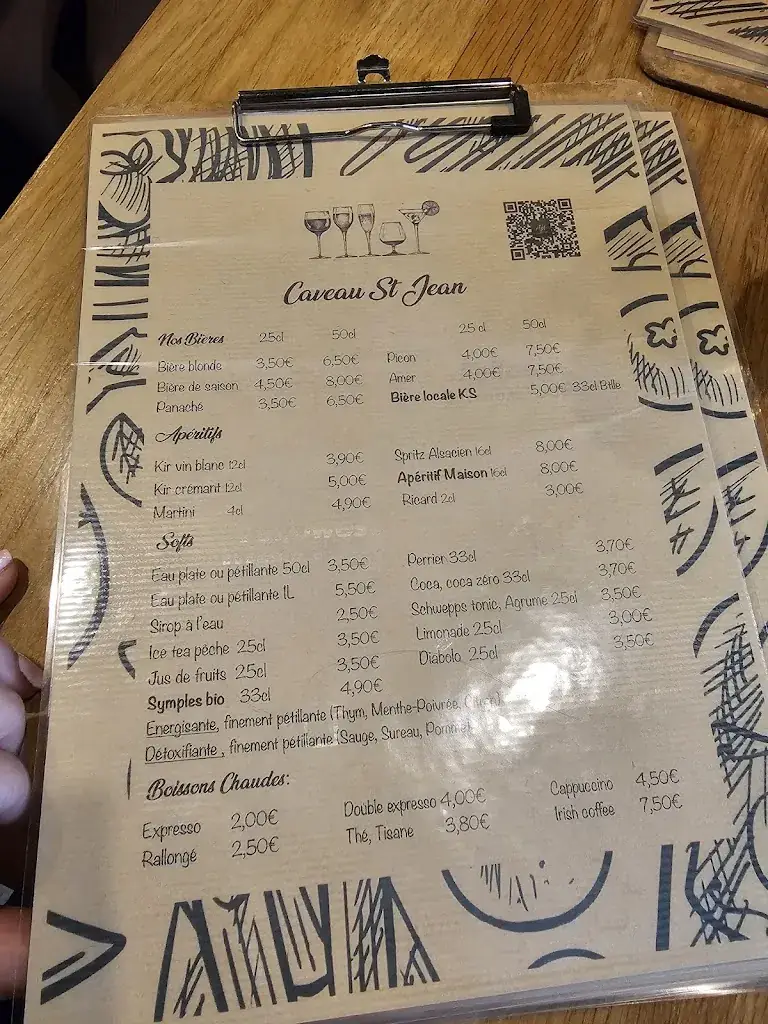 Caveau St Jean
Nos Bières 25cl 50cl 25 cl 50cl
Bière blonde 3,50€ 6,50€ Picon 4,00€ 7,50€
Bière de saison 4,50€ 8,00€ Amer 4,00€ 7,50€
Panaché 3,50€ 6,50€ Bière locale KS 5,00€ 33cl Btlle
Apéritifs
Kir vin blanc 12cl 3,90€ Spritz Alsacien 16cl 8,00€
Kir crémant 12cl 5,00€ Apéritif Maison 16cl 8,00€
Martini 4cl 4,90€ Ricard 2cl 3,00€
Softs
Eau plate ou pétillante 50cl 3,50€ Perrier 33cl 3,70€
Eau plate ou pétillante 1L 5,50€ Coca, coca zéro 33cl 3,70€
Sirop à l'eau 2,50€ Schwepps tonic, Agrume 25cl 3,50€
Ice tea pêche 25cl 3,50€ Limonade 25cl 3,00€
Jus de fruits 25cl 3,50€ Diabolo 25cl 3,50€
Symples bio 33cl 4,90€
Energisante, finement pétillante (Thym, Menthe-Poivrée,
Détoxifiante , finement pétillante (Sauge, Sureau, Pomme)
Boissons Chaudes:
Expresso 2,00€ Double expresso 4,00€ Cappuccino 4,50€
Rallongé 2,50€ Thé, Tisane 3,80€ Irish coffee 7,50€